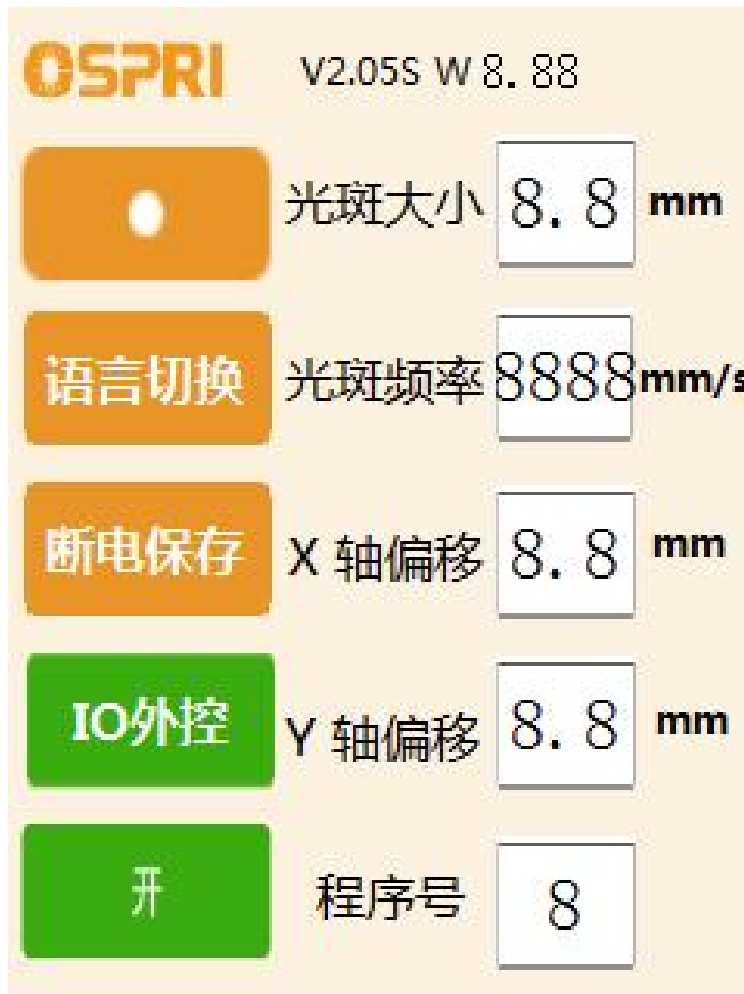 OSPRI V2.05S W 8.88
光斑大小 8.8 mm
语言切换 光斑频率 8888 mm/s
断电保存 X 轴偏移 8.8 mm
IO外控 Y 轴偏移 8.8 mm
开 程序号 8